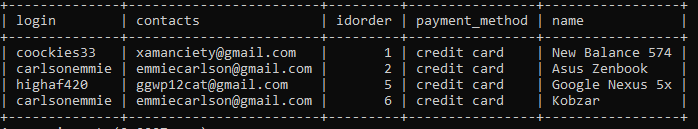 login | contacts | idorder | payment_method | name
coockies33 | xamanciety@gmail.com | 1 | credit card | New Balance 574
carlsonemmie | emmiecarlson@gmail.com | 2 | credit card | Asus Zenbook
highaf420 | ggwp12cat@gmail.com | 5 | credit card | Google Nexus 5x
carlsonemmie | emmiecarlson@gmail.com | 6 | credit card | Kobzar